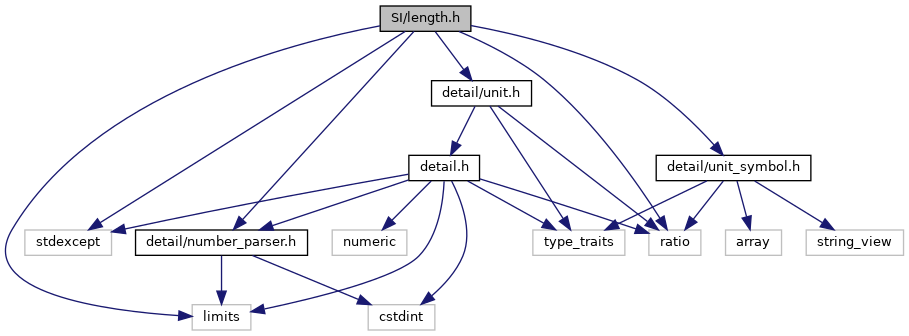 SI/length.h
detail/unit.h
detail.h
detail/unit_symbol.h
stdexcept
detail/number_parser.h
numeric
type_traits
ratio
array
string_view
limits
cstdint